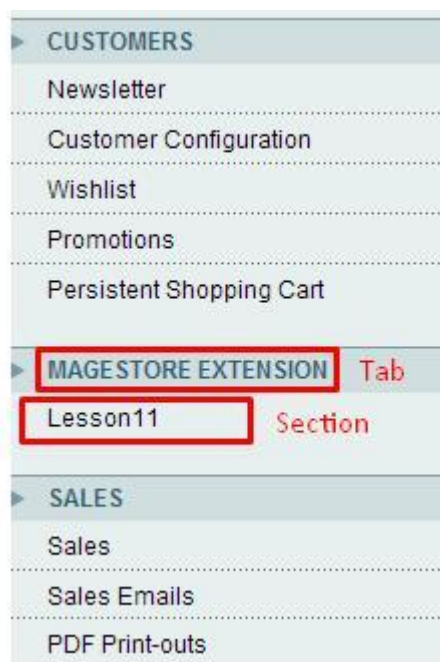 CUSTOMERS
Newsletter
Customer Configuration
Wishlist
Promotions
Persistent Shopping Cart
MAGESTORE EXTENSION Tab
Lesson11 Section
SALES
Sales
Sales Emails
PDF Print-outs